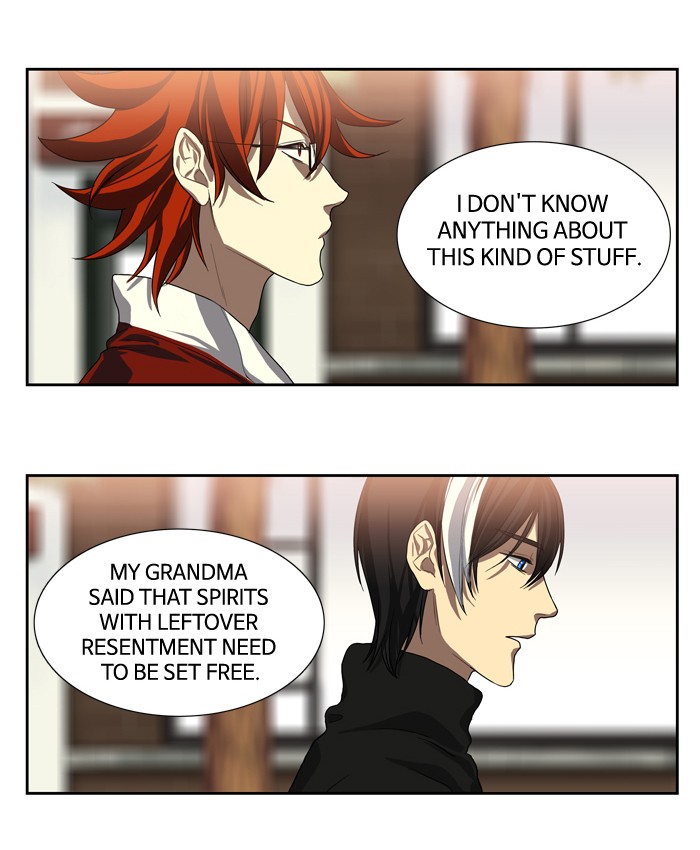 I DON'T KNOW
ANYTHING ABOUT
THIS KIND OF STUFF.
MY GRANDMA
SAID THAT SPIRITS
WITH LEFTOVER
RESENTMENT NEED
TO BE SET FREE.